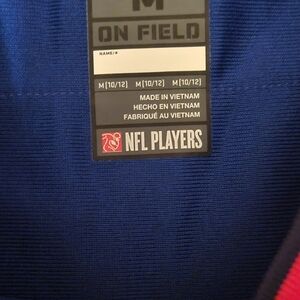 M
ON FIELD
NAME/#
M (10/12) M (10/12) M (10/12)
MADE IN VIETNAM
HECHO EN VIETNAM
FABRIQUÉ AU VIETNAM
NFL PLAYERS